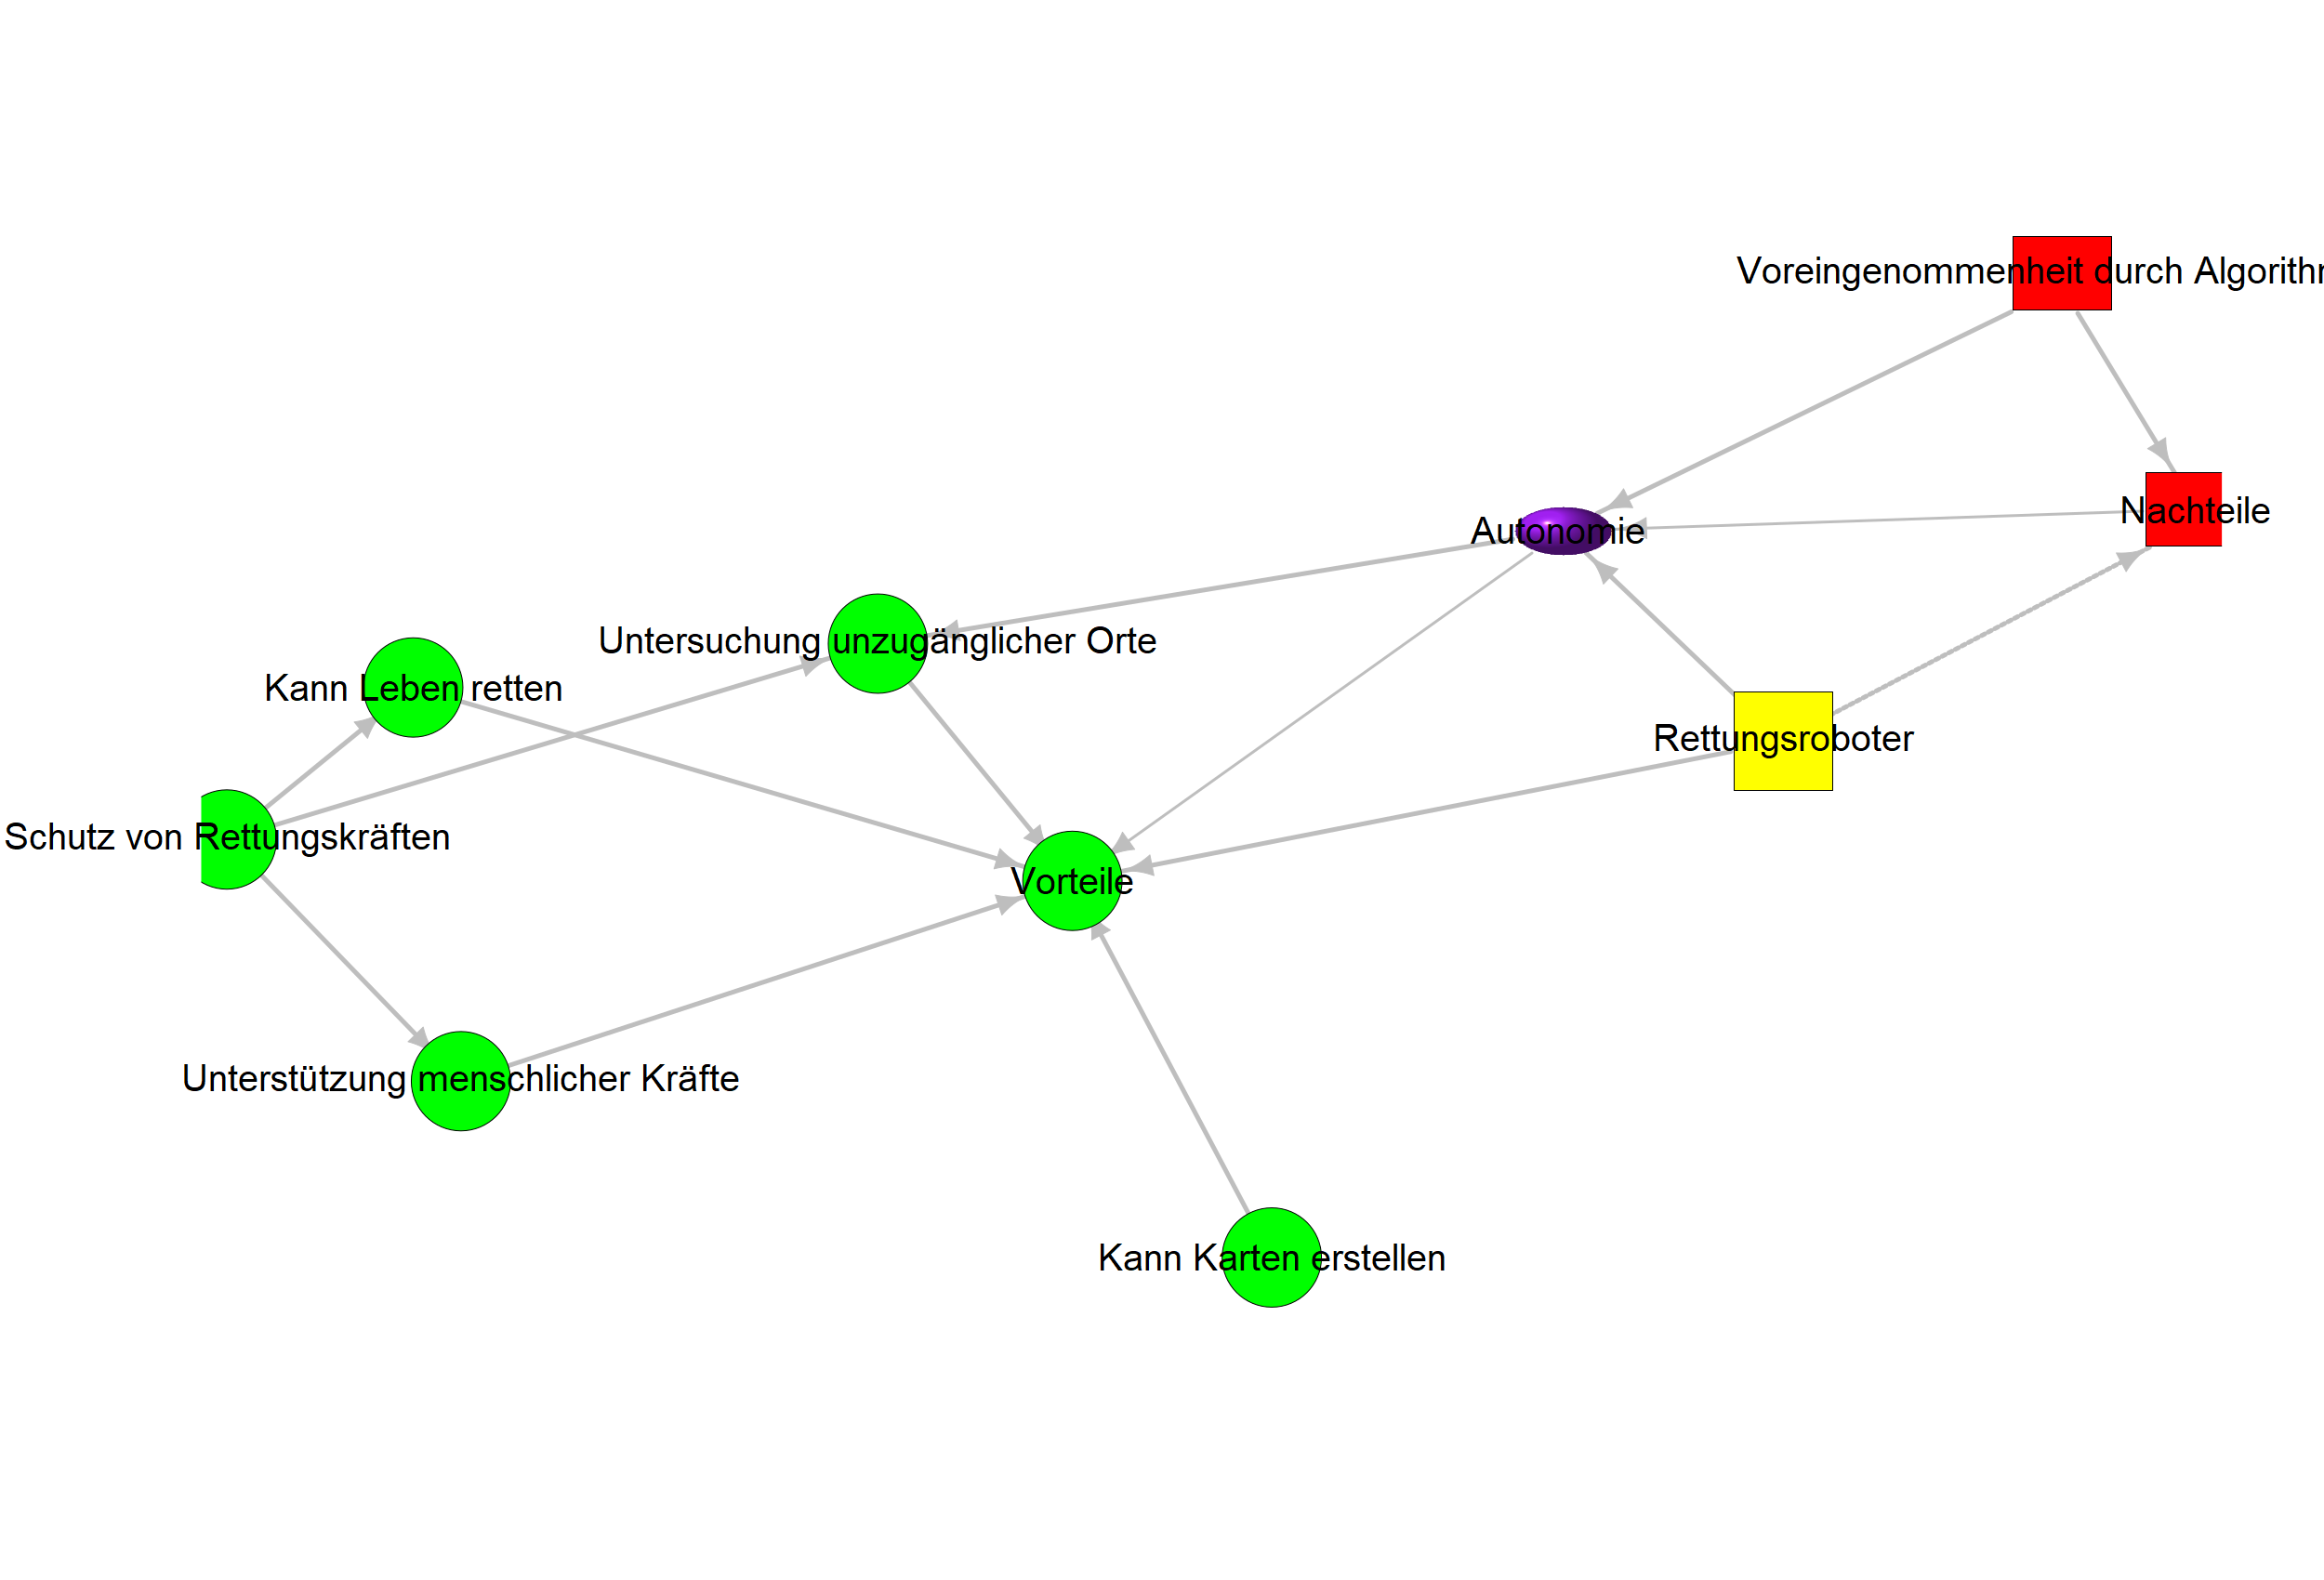 Voreingenommenheit durch Algorith
Nachteile
Autonomie
Untersuchung unzugänglicher Orte
Kann Leben retten
Rettungsroboter
Schutz von Rettungskräften
Vorteile
Unterstützung menschlicher Kräfte
Kann Karten erstellen